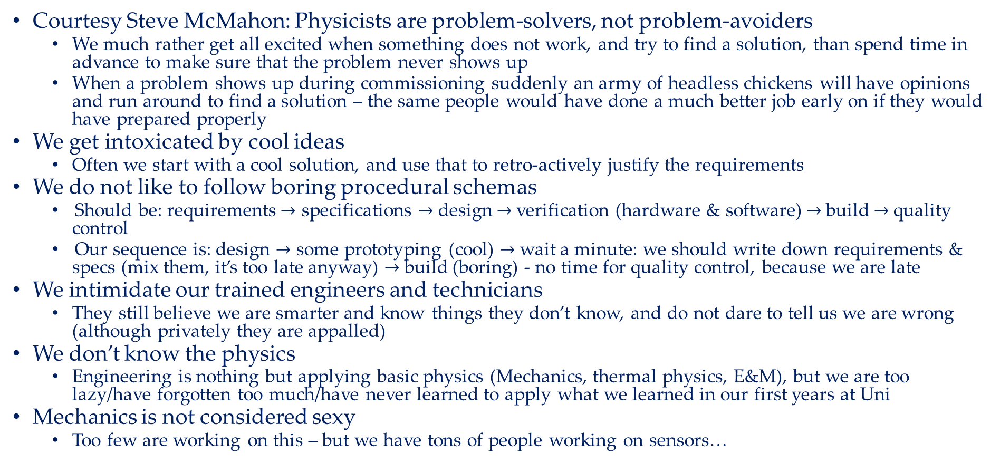 • Courtesy Steve McMahon: Physicists are problem-solvers, not problem-avoiders
• We much rather get all excited when something does not work, and try to find a solution, than spend time in
advance to make sure that the problem never shows up
• When a problem shows up during commissioning suddenly an army of headless chickens will have opinions
and run around to find a solution – the same people would have done a much better job early on if they would
have prepared properly
• We get intoxicated by cool ideas
• Often we start with a cool solution, and use that to retro-actively justify the requirements
• We do not like to follow boring procedural schemas
• Should be: requirements → specifications → design → verification (hardware & software) → build → quality
control
• Our sequence is: design → some prototyping (cool) → wait a minute: we should write down requirements &
specs (mix them, it’s too late anyway) → build (boring) - no time for quality control, because we are late
• We intimidate our trained engineers and technicians
• They still believe we are smarter and know things they don’t know, and do not dare to tell us we are wrong
(although privately they are appalled)
• We don’t know the physics
• Engineering is nothing but applying basic physics (Mechanics, thermal physics, E&M), but we are too
lazy/have forgotten too much/have never learned to apply what we learned in our first years at Uni
• Mechanics is not considered sexy
• Too few are working on this – but we have tons of people working on sensors…